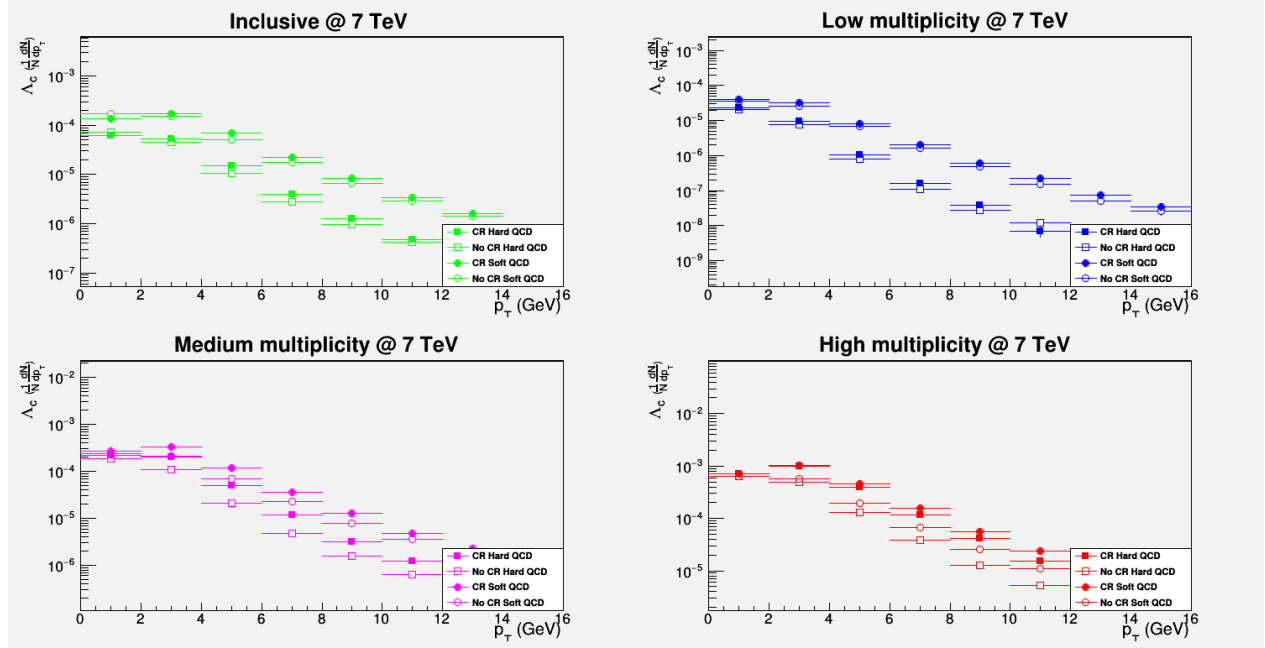 Inclusive @ 7 TeV
Λc (1/N dN/dpT)
10⁻³
10⁻⁴
10⁻⁵
10⁻⁶
10⁻⁷
CR Hard QCD
No CR Hard QCD
CR Soft QCD
No CR Soft QCD
0 2 4 6 8 10 12 14 16
pT (GeV)
Low multiplicity @ 7 TeV
Λc (1/N dN/dpT)
10⁻³
10⁻⁴
10⁻⁵
10⁻⁶
10⁻⁷
10⁻⁸
10⁻⁹
CR Hard QCD
No CR Hard QCD
CR Soft QCD
No CR Soft QCD
0 2 4 6 8 10 12 14 16
pT (GeV)
Medium multiplicity @ 7 TeV
Λc (1/N dN/dpT)
10⁻²
10⁻³
10⁻⁴
10⁻⁵
10⁻⁶
CR Hard QCD
No CR Hard QCD
CR Soft QCD
No CR Soft QCD
0 2 4 6 8 10 12 14 16
pT (GeV)
High multiplicity @ 7 TeV
Λc (1/N dN/dpT)
10⁻²
10⁻³
10⁻⁴
10⁻⁵
CR Hard QCD
No CR Hard QCD
CR Soft QCD
No CR Soft QCD
0 2 4 6 8 10 12 14 16
pT (GeV)